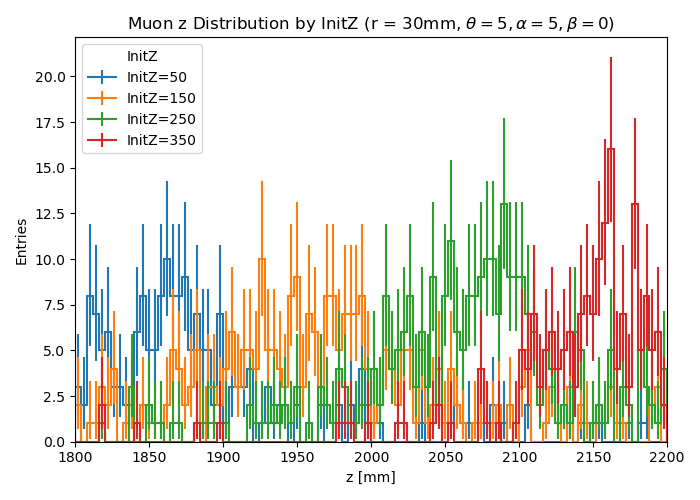 Muon z Distribution by InitZ (r = 30mm, θ = 5, α = 5, β = 0)
InitZ
InitZ=50
InitZ=150
InitZ=250
InitZ=350
Entries
20.0
17.5
15.0
12.5
10.0
7.5
5.0
2.5
0.0
1800 1850 1900 1950 2000 2050 2100 2150 2200
z [mm]